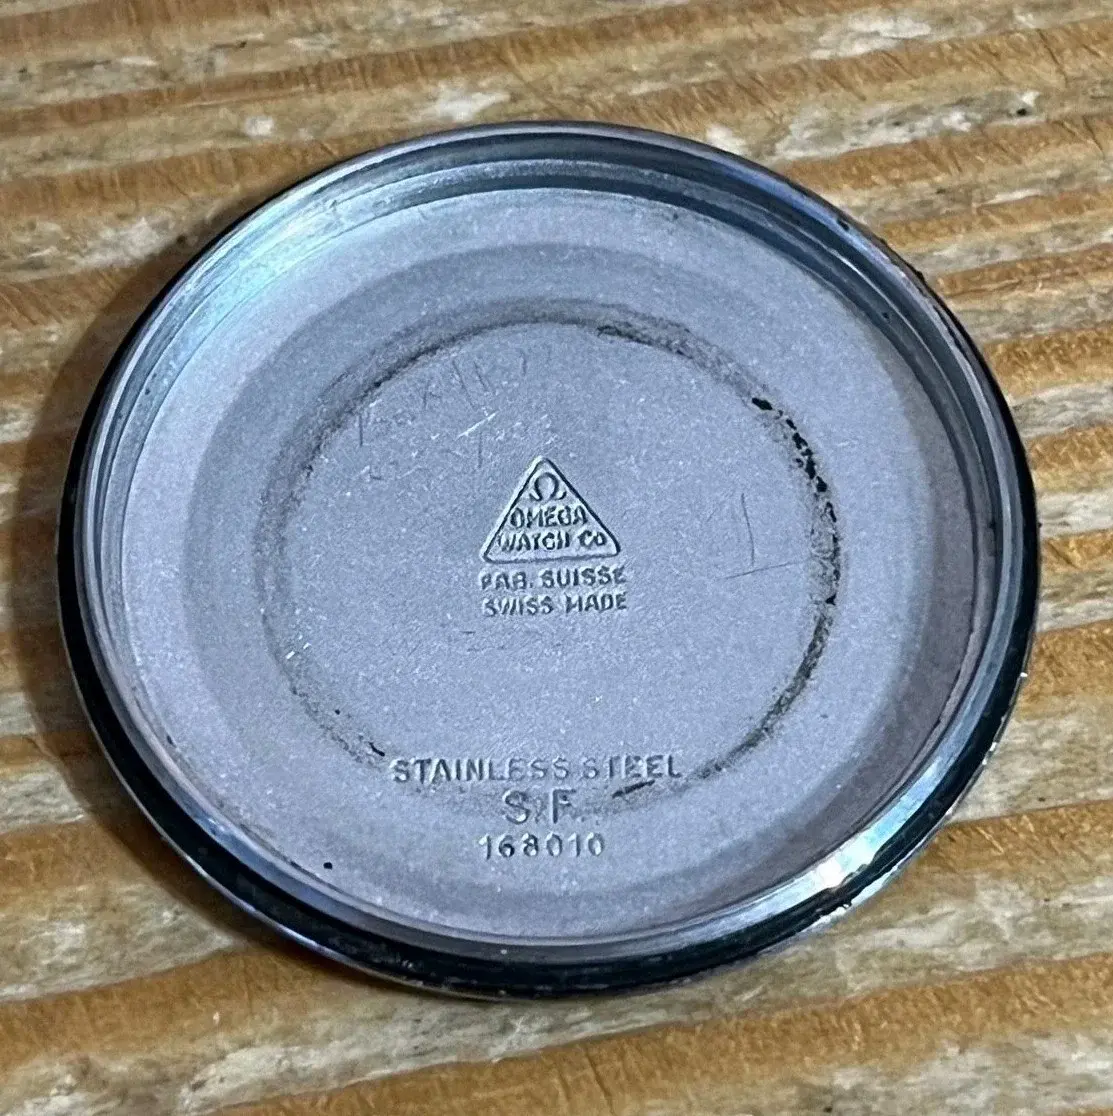 Ω
OMEGA
WATCH Co
FAB. SUISSE
SWISS MADE
STAINLESS STEEL
S.F.
168010